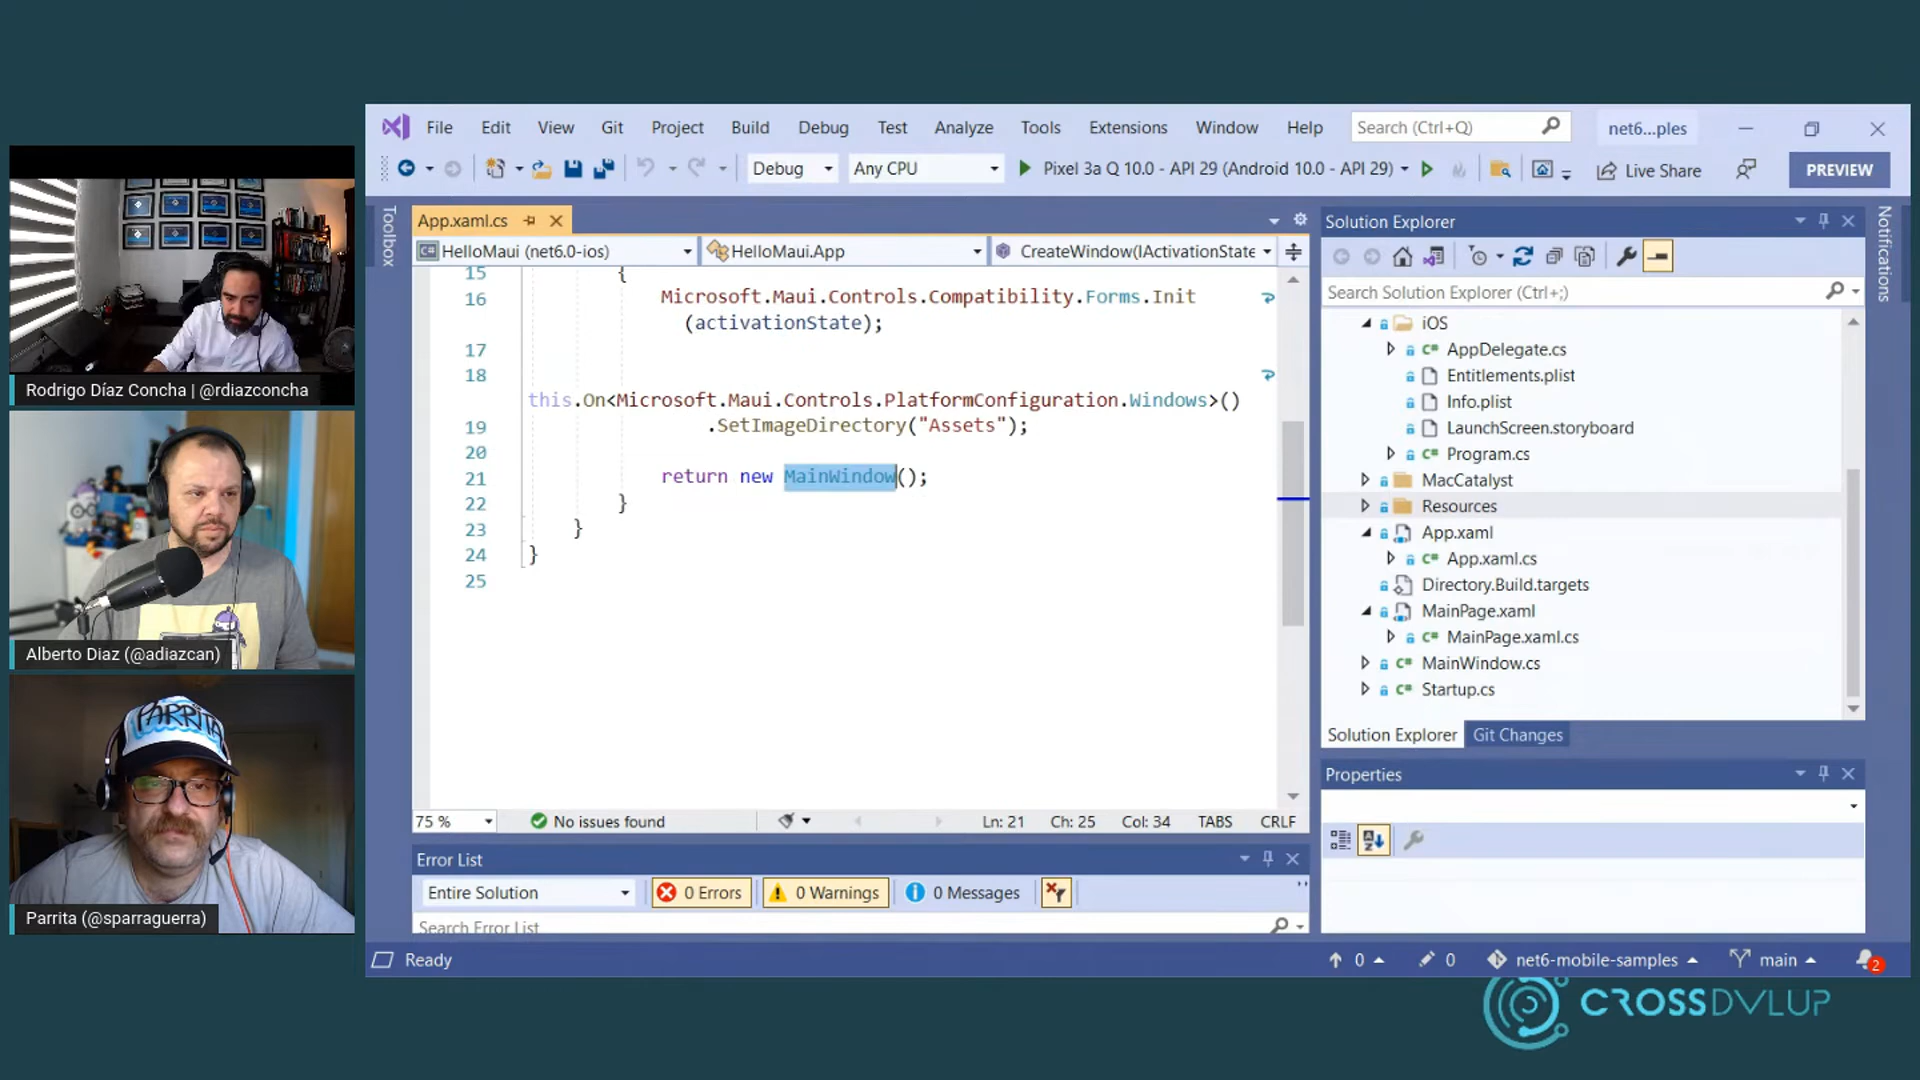 File Edit View Git Project Build Debug Test Analyze Tools Extensions Window Help Search (Ctrl+Q) net6...ples
Debug Any CPU Pixel 3a Q 10.0 - API 29 (Android 10.0 - API 29) Live Share PREVIEW
Toolbox
App.xaml.cs
HelloMaui (net6.0-ios) HelloMaui.App CreateWindow(IActivationState
15 {
16 Microsoft.Maui.Controls.Compatibility.Forms.Init
(activationState);
17
18
this.On<Microsoft.Maui.Controls.PlatformConfiguration.Windows>()
19 .SetImageDirectory("Assets");
20
21 return new MainWindow();
22 }
23 }
24 }
25
75 % No issues found Ln: 21 Ch: 25 Col: 34 TABS CRLF
Error List
Entire Solution 0 Errors 0 Warnings 0 Messages
Search Error List
Solution Explorer
Search Solution Explorer (Ctrl+;)
iOS
AppDelegate.cs
Entitlements.plist
Info.plist
LaunchScreen.storyboard
Program.cs
MacCatalyst
Resources
App.xaml
App.xaml.cs
Directory.Build.targets
MainPage.xaml
MainPage.xaml.cs
MainWindow.cs
Startup.cs
Solution Explorer Git Changes
Properties
Notifications
Ready 0 0 net6-mobile-samples main 2
Rodrigo Díaz Concha | @rdiazconcha
Alberto Diaz (@adiazcan)
PARRITA
Parrita (@sparraguerra)
CROSSDVLUP